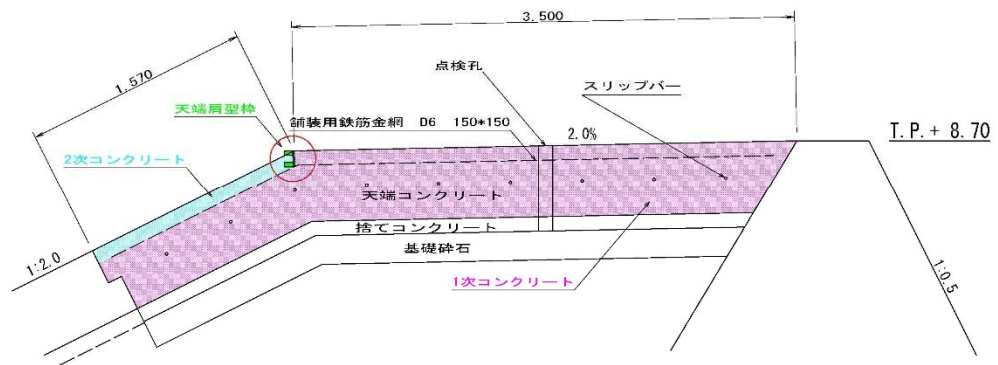 3.500
1.570
点検孔
スリップバー
天端肩型枠
舗装用鉄筋金網 D6 150*150
2.0%
T.P.+ 8.70
2次コンクリート
天端コンクリート
捨てコンクリート
基礎砕石
1:2.0
1次コンクリート
1:0.5